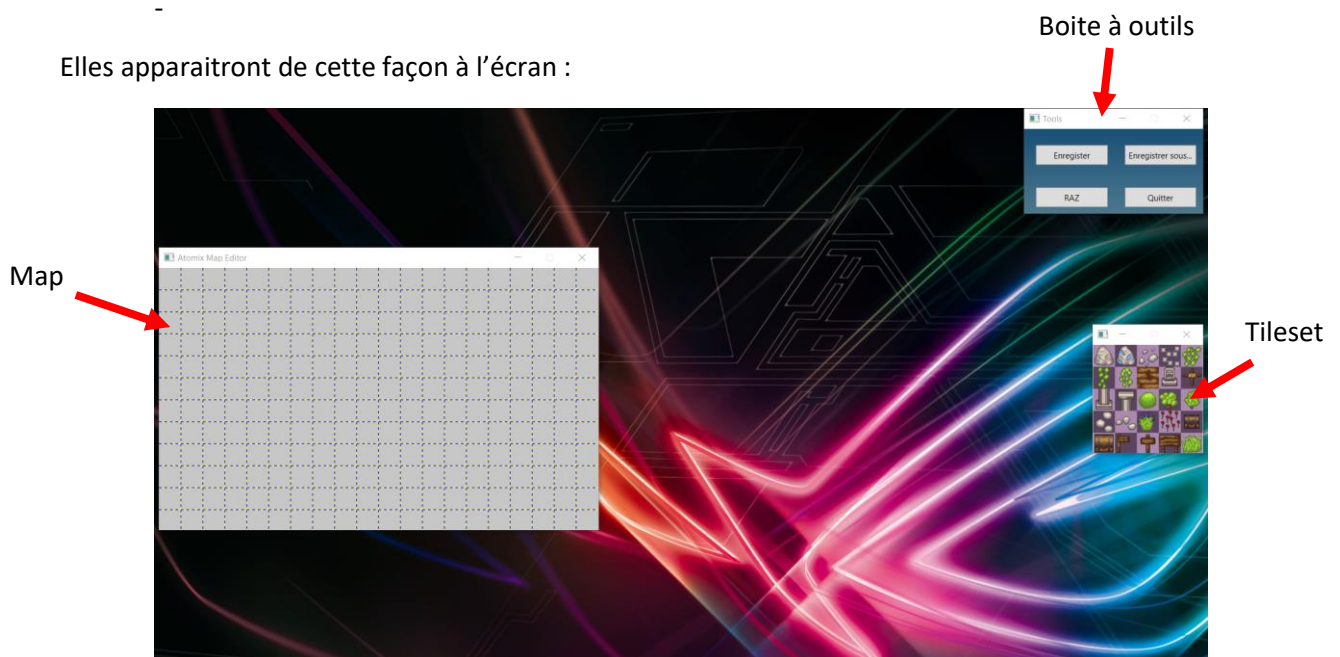 -
Boite à outils
Elles apparaitront de cette façon à l’écran :
Tools
Enregister
Enregistrer sous...
RAZ
Quitter
Atomix Map Editor
Map
Tileset